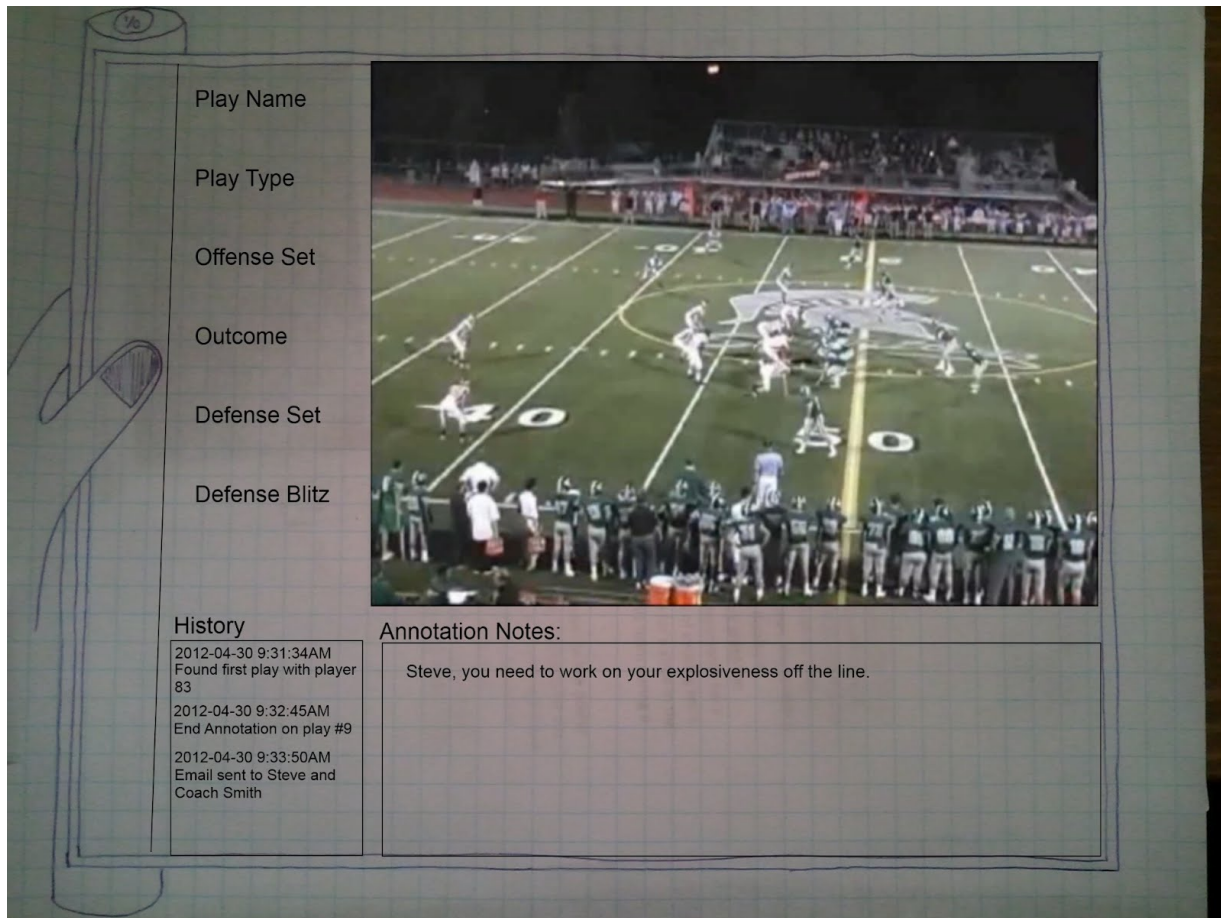 %
Play Name
Play Type
Offense Set
Outcome
Defense Set
Defense Blitz
History
2012-04-30 9:31:34AM
Found first play with player
83
2012-04-30 9:32:45AM
End Annotation on play #9
2012-04-30 9:33:50AM
Email sent to Steve and
Coach Smith
Annotation Notes:
Steve, you need to work on your explosiveness off the line.